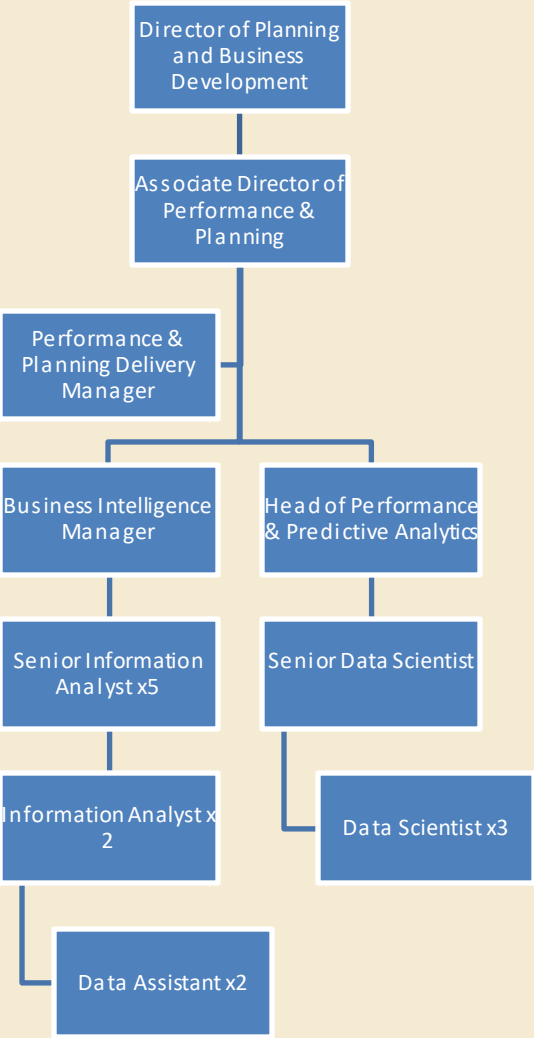 Director of Planning
and Business
Development
Associate Director of
Performance &
Planning
Performance &
Planning Delivery
Manager
Business Intelligence
Manager
Head of Performance
& Predictive Analytics
Senior Information
Analyst x5
Senior Data Scientist
Information Analyst x
2
Data Scientist x3
Data Assistant x2